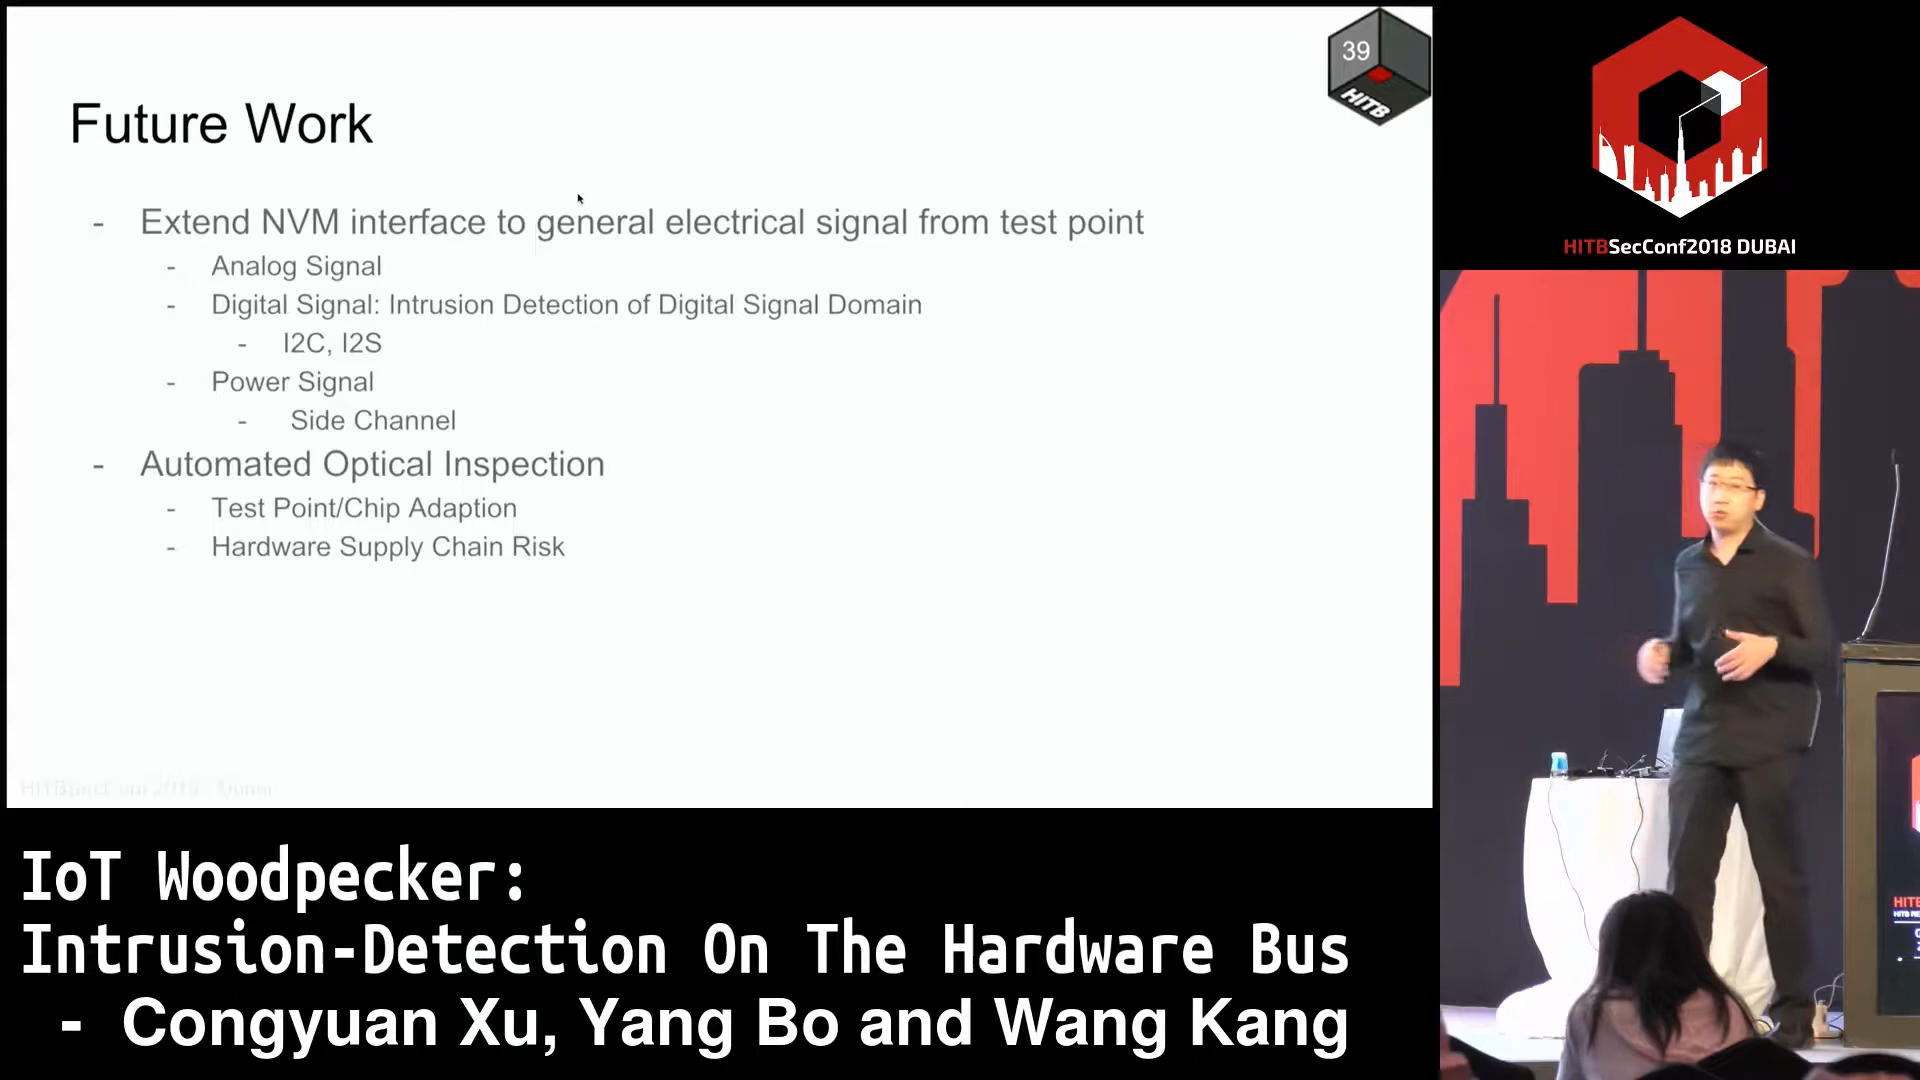 39
HITB
Future Work
- Extend NVM interface to general electrical signal from test point
- Analog Signal
- Digital Signal: Intrusion Detection of Digital Signal Domain
- I2C, I2S
- Power Signal
- Side Channel
- Automated Optical Inspection
- Test Point/Chip Adaption
- Hardware Supply Chain Risk
HITBSecConf2018 DUBAI
IoT Woodpecker:
Intrusion-Detection On The Hardware Bus
- Congyuan Xu, Yang Bo and Wang Kang